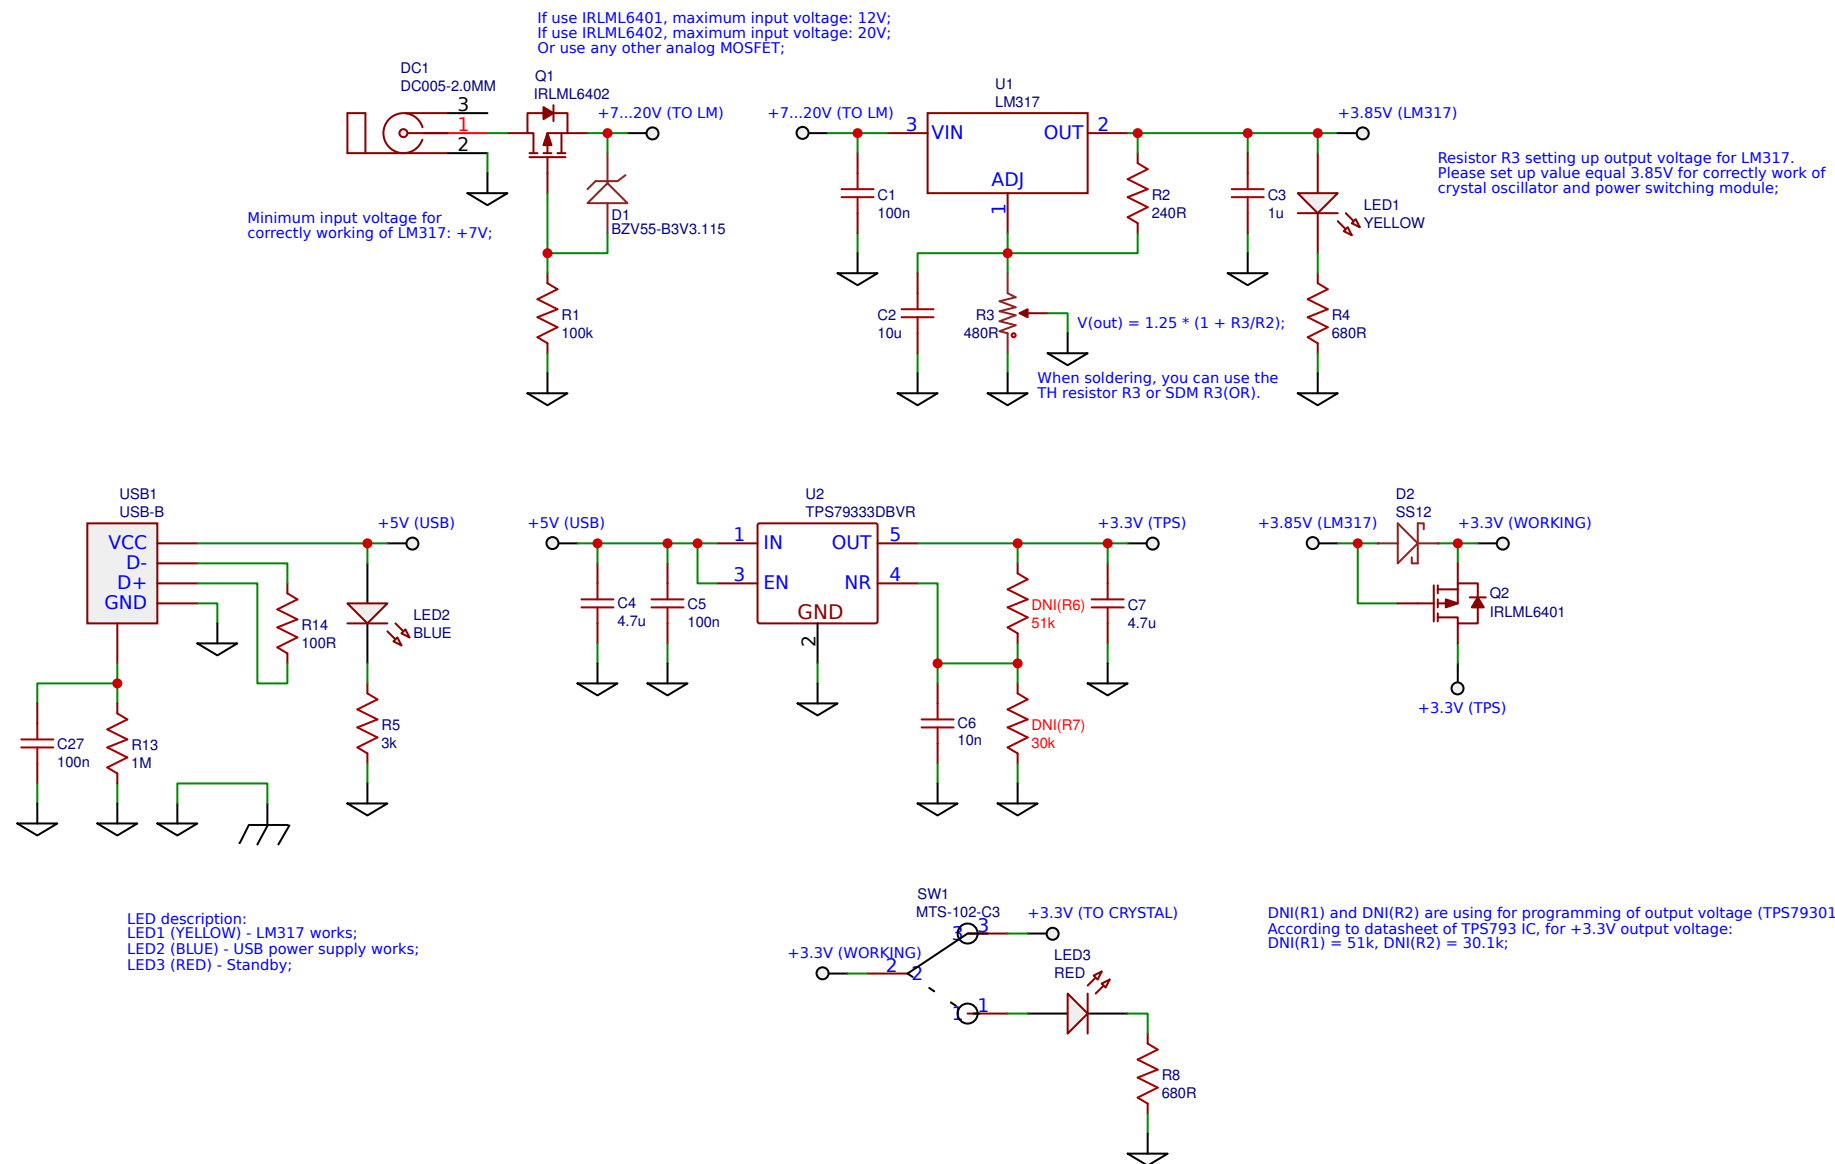 If use IRLML6401, maximum input voltage: 12V;
If use IRLML6402, maximum input voltage: 20V;
Or use any other analog MOSFET;
DC1
DC005-2.0MM
3
1
2
Q1
IRLML6402
+7...20V (TO LM)
D1
BZV55-B3V3.115
Minimum input voltage for
correctly working of LM317: +7V;
R1
100k
+7...20V (TO LM)
U1
LM317
3
VIN
OUT
2
ADJ
1
+3.85V (LM317)
C1
100n
R2
240R
C3
1u
LED1
YELLOW
Resistor R3 setting up output voltage for LM317.
Please set up value equal 3.85V for correctly work of
crystal oscillator and power switching module;
C2
10u
R3
480R
V(out) = 1.25 * (1 + R3/R2);
R4
680R
When soldering, you can use the
TH resistor R3 or SDM R3(OR).
USB1
USB-B
VCC
D-
D+
GND
+5V (USB)
R14
100R
LED2
BLUE
R5
3k
C27
100n
R13
1M
+5V (USB)
U2
TPS79333DBVR
1
IN
OUT
5
3
EN
NR
4
GND
2
+3.3V (TPS)
C4
4.7u
C5
100n
DNI(R6)
51k
C7
4.7u
C6
10n
DNI(R7)
30k
D2
SS12
+3.85V (LM317)
+3.3V (WORKING)
Q2
IRLML6401
+3.3V (TPS)
LED description:
LED1 (YELLOW) - LM317 works;
LED2 (BLUE) - USB power supply works;
LED3 (RED) - Standby;
SW1
MTS-102-C3
3
3
+3.3V (TO CRYSTAL)
+3.3V (WORKING)
2
2
1
1
LED3
RED
R8
680R
DNI(R1) and DNI(R2) are using for programming of output voltage (TPS79301
According to datasheet of TPS793 IC, for +3.3V output voltage:
DNI(R1) = 51k, DNI(R2) = 30.1k;